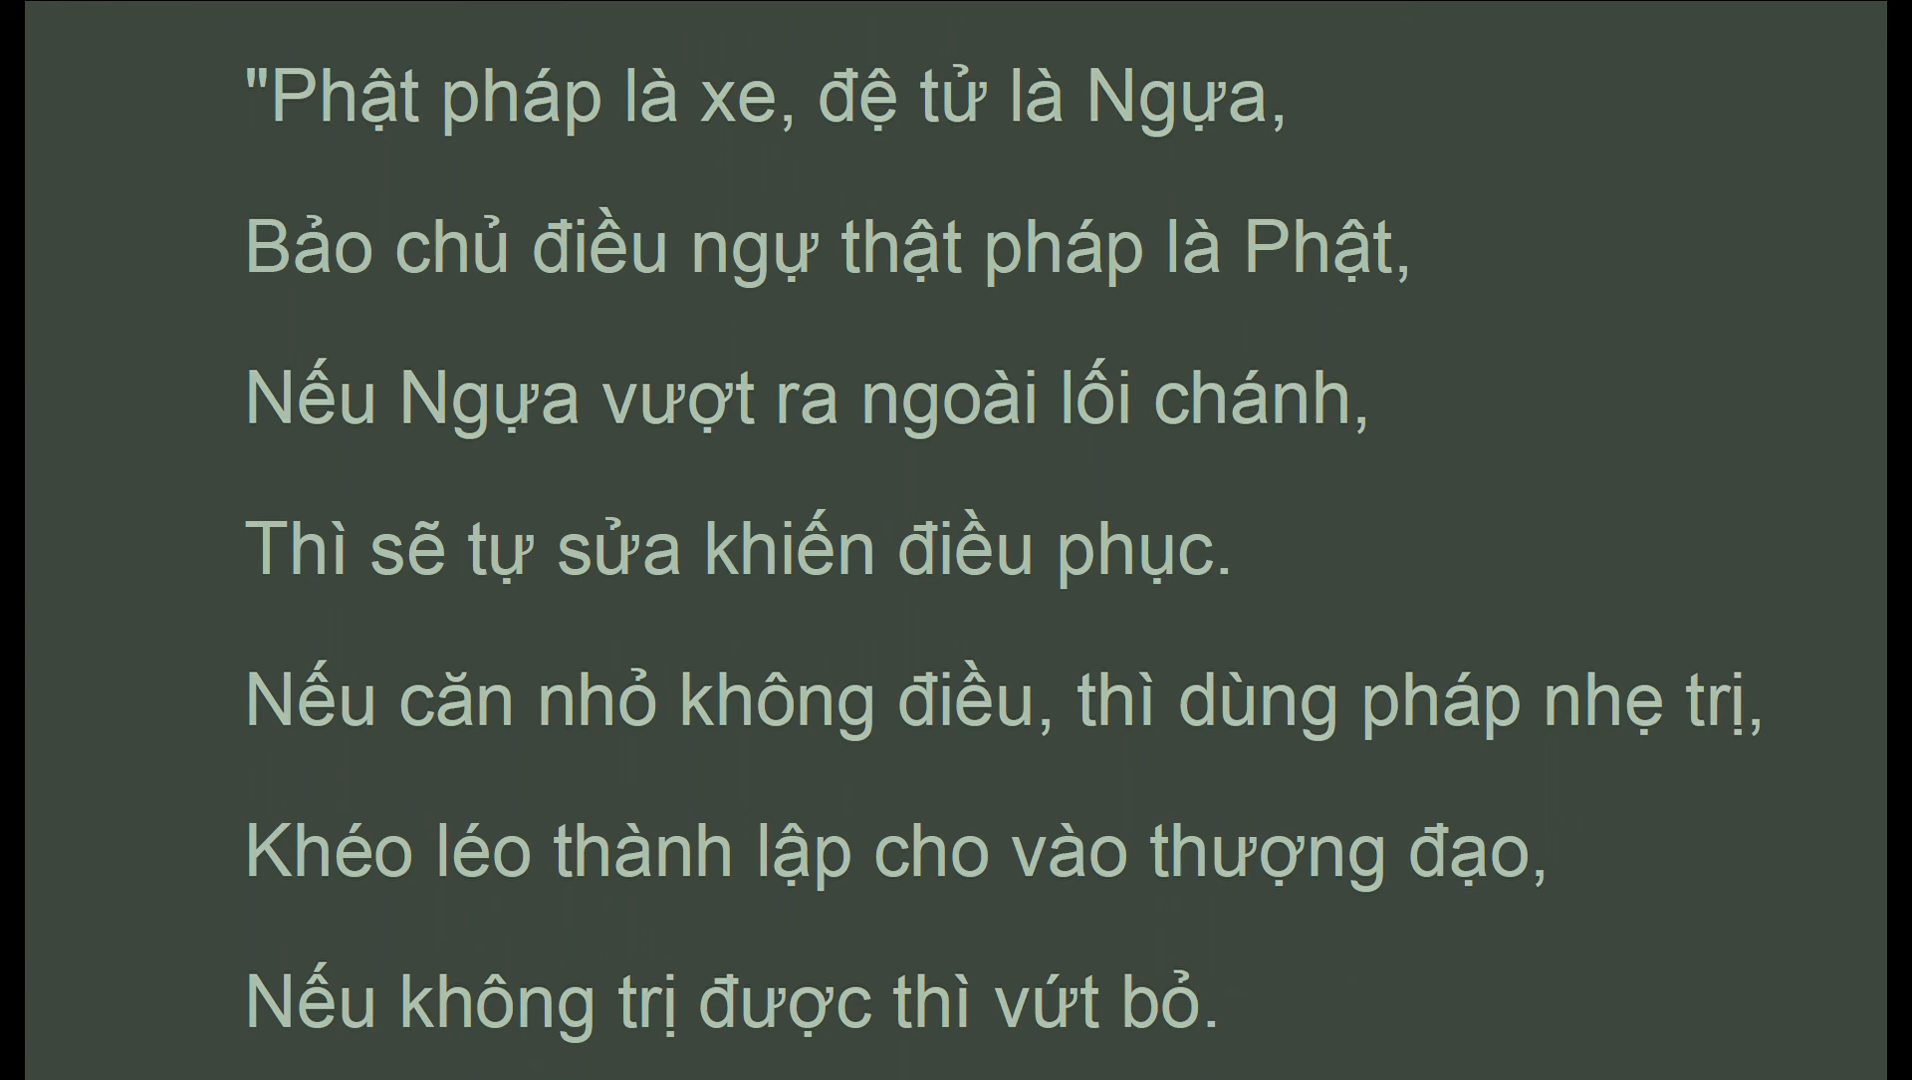 "Phật pháp là xe, đệ tử là Ngựa,
Bảo chủ điều ngự thật pháp là Phật,
Nếu Ngựa vượt ra ngoài lối chánh,
Thì sẽ tự sửa khiến điều phục.
Nếu căn nhỏ không điều, thì dùng pháp nhẹ trị,
Khéo léo thành lập cho vào thượng đạo,
Nếu không trị được thì vứt bỏ.